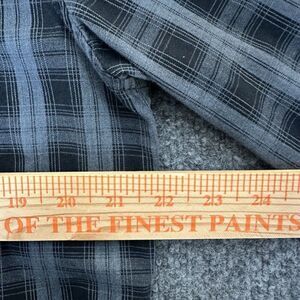 19 20 21 22 23 24
OF THE FINEST PAINTS